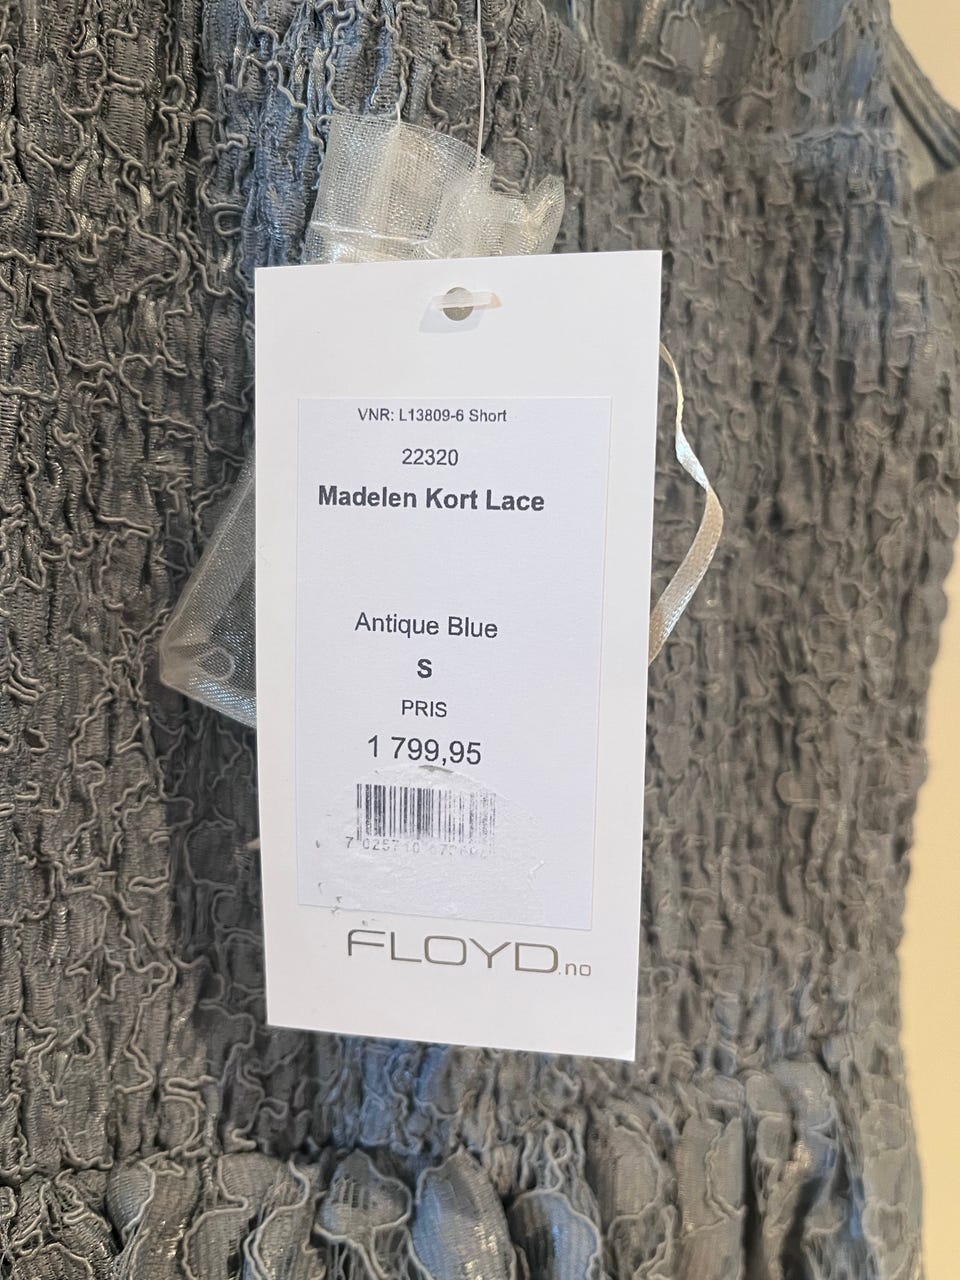 VNR: L13809-6 Short
22320
Madelen Kort Lace
Antique Blue
S
PRIS
1 799,95
FLOYD.no